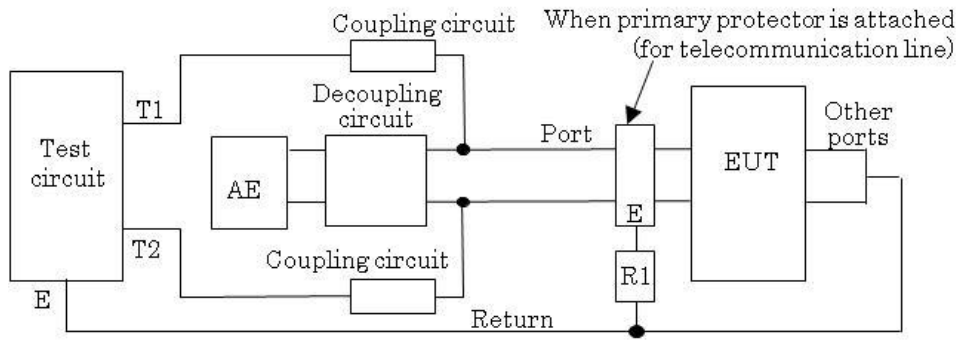 Coupling circuit
When primary protector is attached
(for telecommunication line)
T1
Decoupling
circuit
Port
Other
ports
Test
circuit
AE
EUT
E
T2
Coupling circuit
R1
E
Return